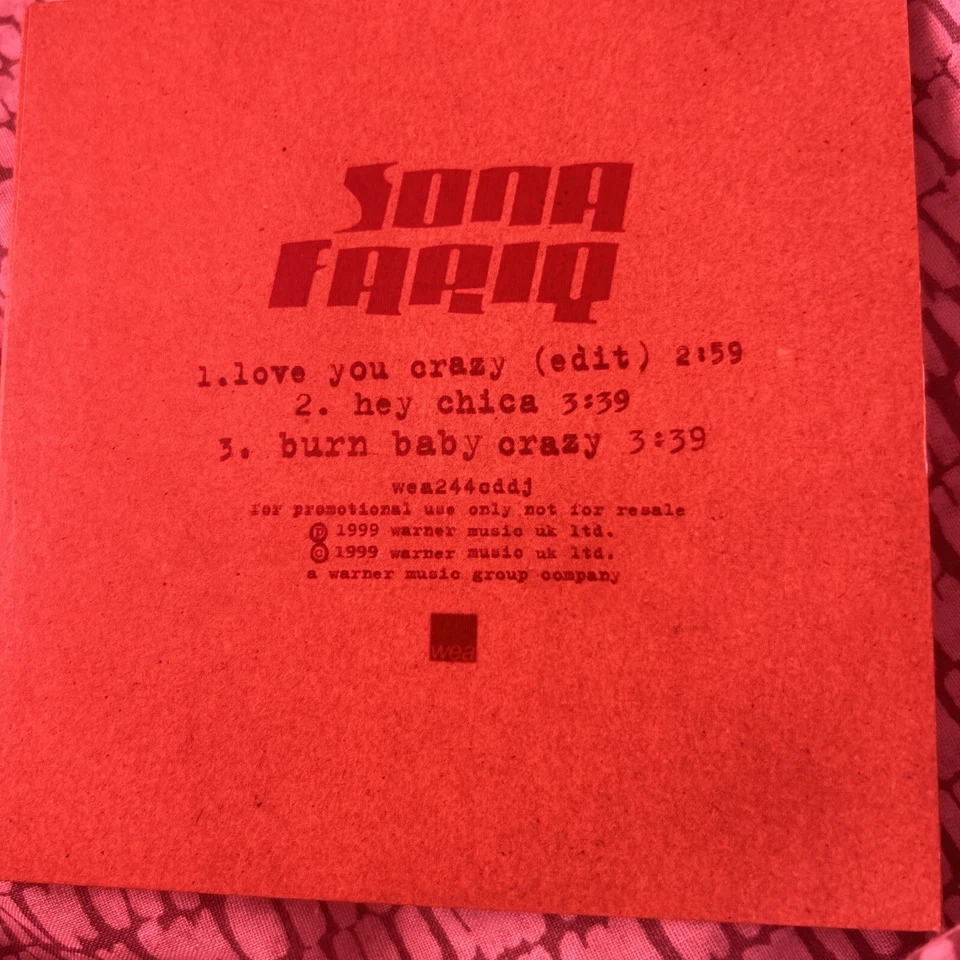 Sona
Fariq
1.love you crazy (edit) 2:59
2. hey chica 3:39
3. burn baby crazy 3:39
wea244cddj
for promotional use only not for resale
℗ 1999 warner music uk ltd.
© 1999 warner music uk ltd.
a warner music group company
wea